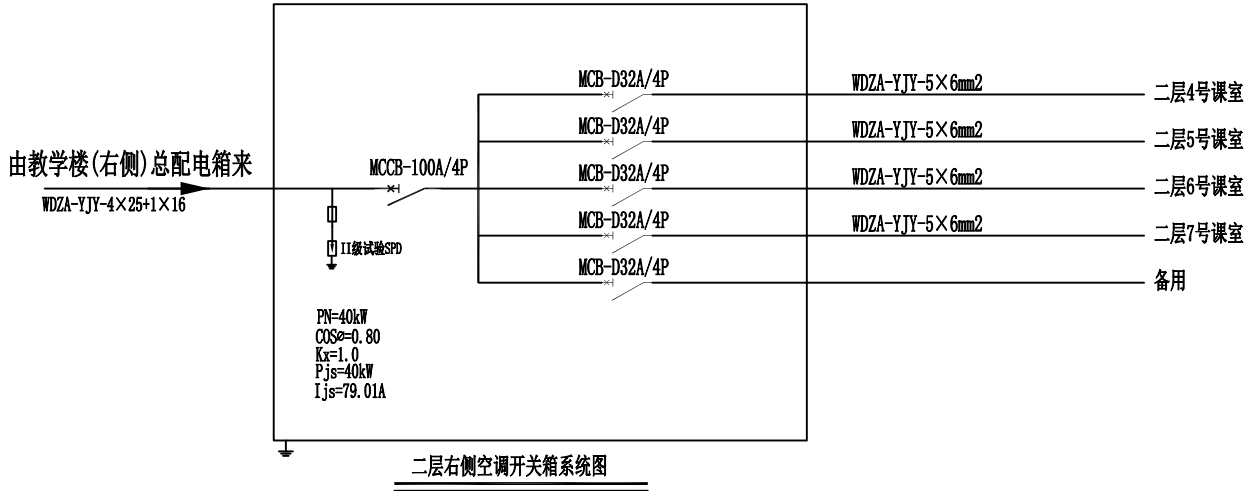 MCB-D32A/4P
WDZA-YJY-5×6mm2
二层4号课室
MCB-D32A/4P
WDZA-YJY-5×6mm2
二层5号课室
由教学楼(右侧)总配电箱来
WDZA-YJY-4×25+1×16
MCCB-100A/4P
MCB-D32A/4P
WDZA-YJY-5×6mm2
二层6号课室
MCB-D32A/4P
WDZA-YJY-5×6mm2
二层7号课室
II级试验SPD
MCB-D32A/4P
备用
PN=40kW
COSø=0.80
Kx=1.0
Pjs=40kW
Ijs=79.01A
二层右侧空调开关箱系统图